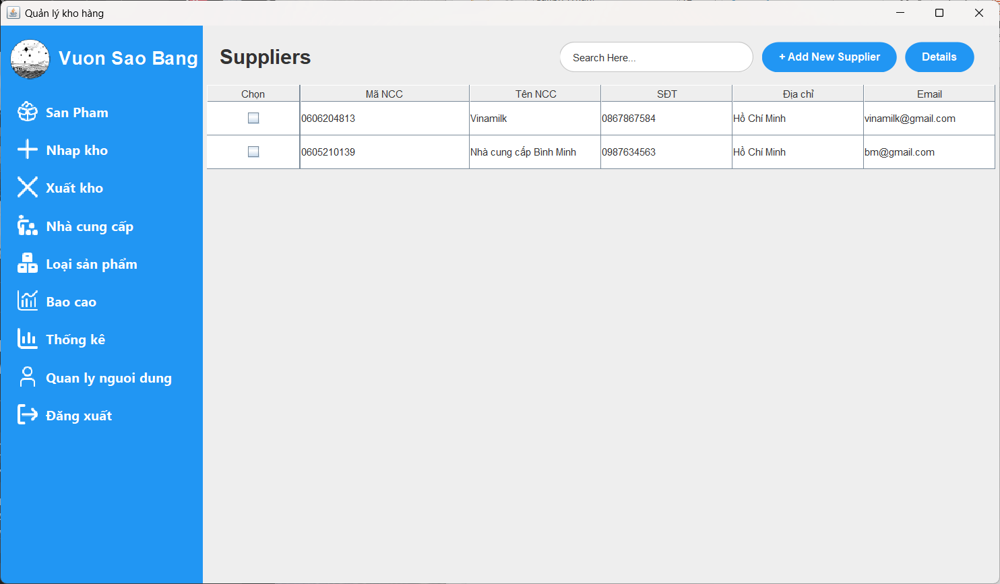 Quản lý kho hàng
Vuon Sao Bang
San Pham
Nhap kho
Xuất kho
Nhà cung cấp
Loại sản phẩm
Bao cao
Thống kê
Quan ly nguoi dung
Đăng xuất
Suppliers
Search Here...
+ Add New Supplier
Details
Chọn Mã NCC Tên NCC SĐT Địa chỉ Email
0606204813 Vinamilk 0867867584 Hồ Chí Minh vinamilk@gmail.com
0605210139 Nhà cung cấp Bình Minh 0987634563 Hồ Chí Minh bm@gmail.com